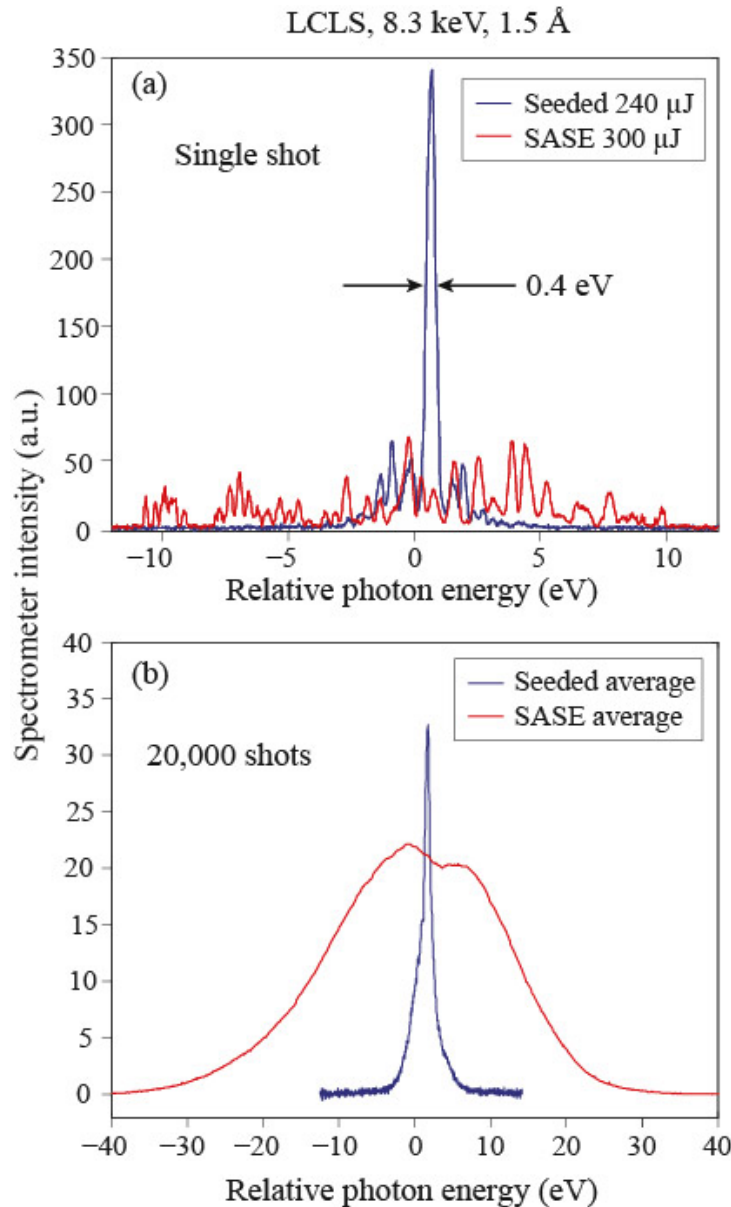 LCLS, 8.3 keV, 1.5 Å
Spectrometer intensity (a.u.)
(a)
Single shot
Seeded 240 μJ
SASE 300 μJ
0.4 eV
350
300
250
200
150
100
50
0
−10 −5 0 5 10
Relative photon energy (eV)
(b)
20,000 shots
Seeded average
SASE average
40
35
30
25
20
15
10
5
0
−40 −30 −20 −10 0 10 20 30 40
Relative photon energy (eV)